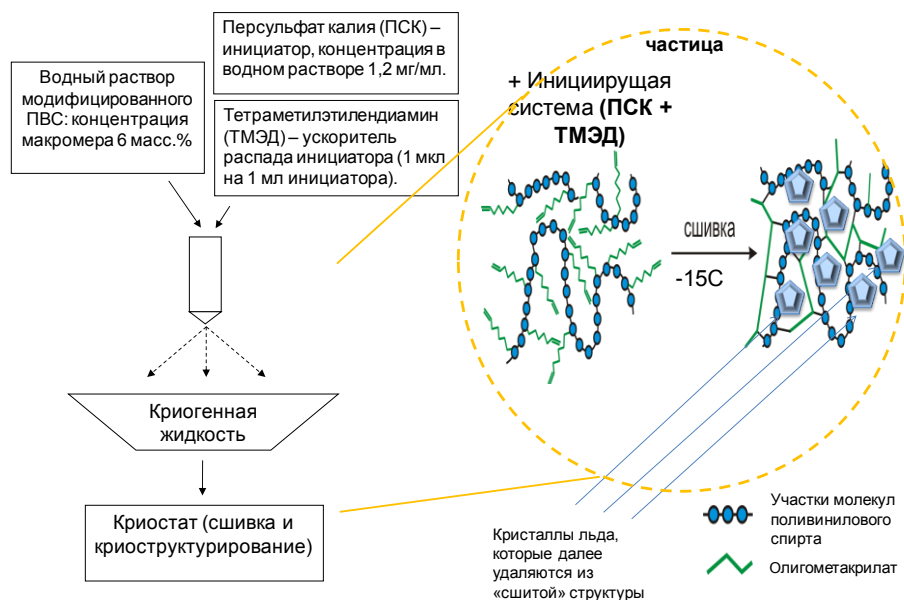 Персульфат калия (ПСК) –
инициатор, концентрация в
водном растворе 1,2 мг/мл.
Водный раствор
модифицированного
ПВС: концентрация
макромера 6 масс.%
Тетраметилэтилендиамин
(ТМЭД) – ускоритель
распада инициатора (1 мкл
на 1 мл инициатора).
Криогенная
жидкость
Криостат (сшивка и
криоструктурирование)
частица
+ Инициирущая
система (ПСК +
ТМЭД)
сшивка
-15С
Кристаллы льда,
которые далее
удаляются из
«сшитой» структуры
Участки молекул
поливинилового
спирта
Олигометакрилат